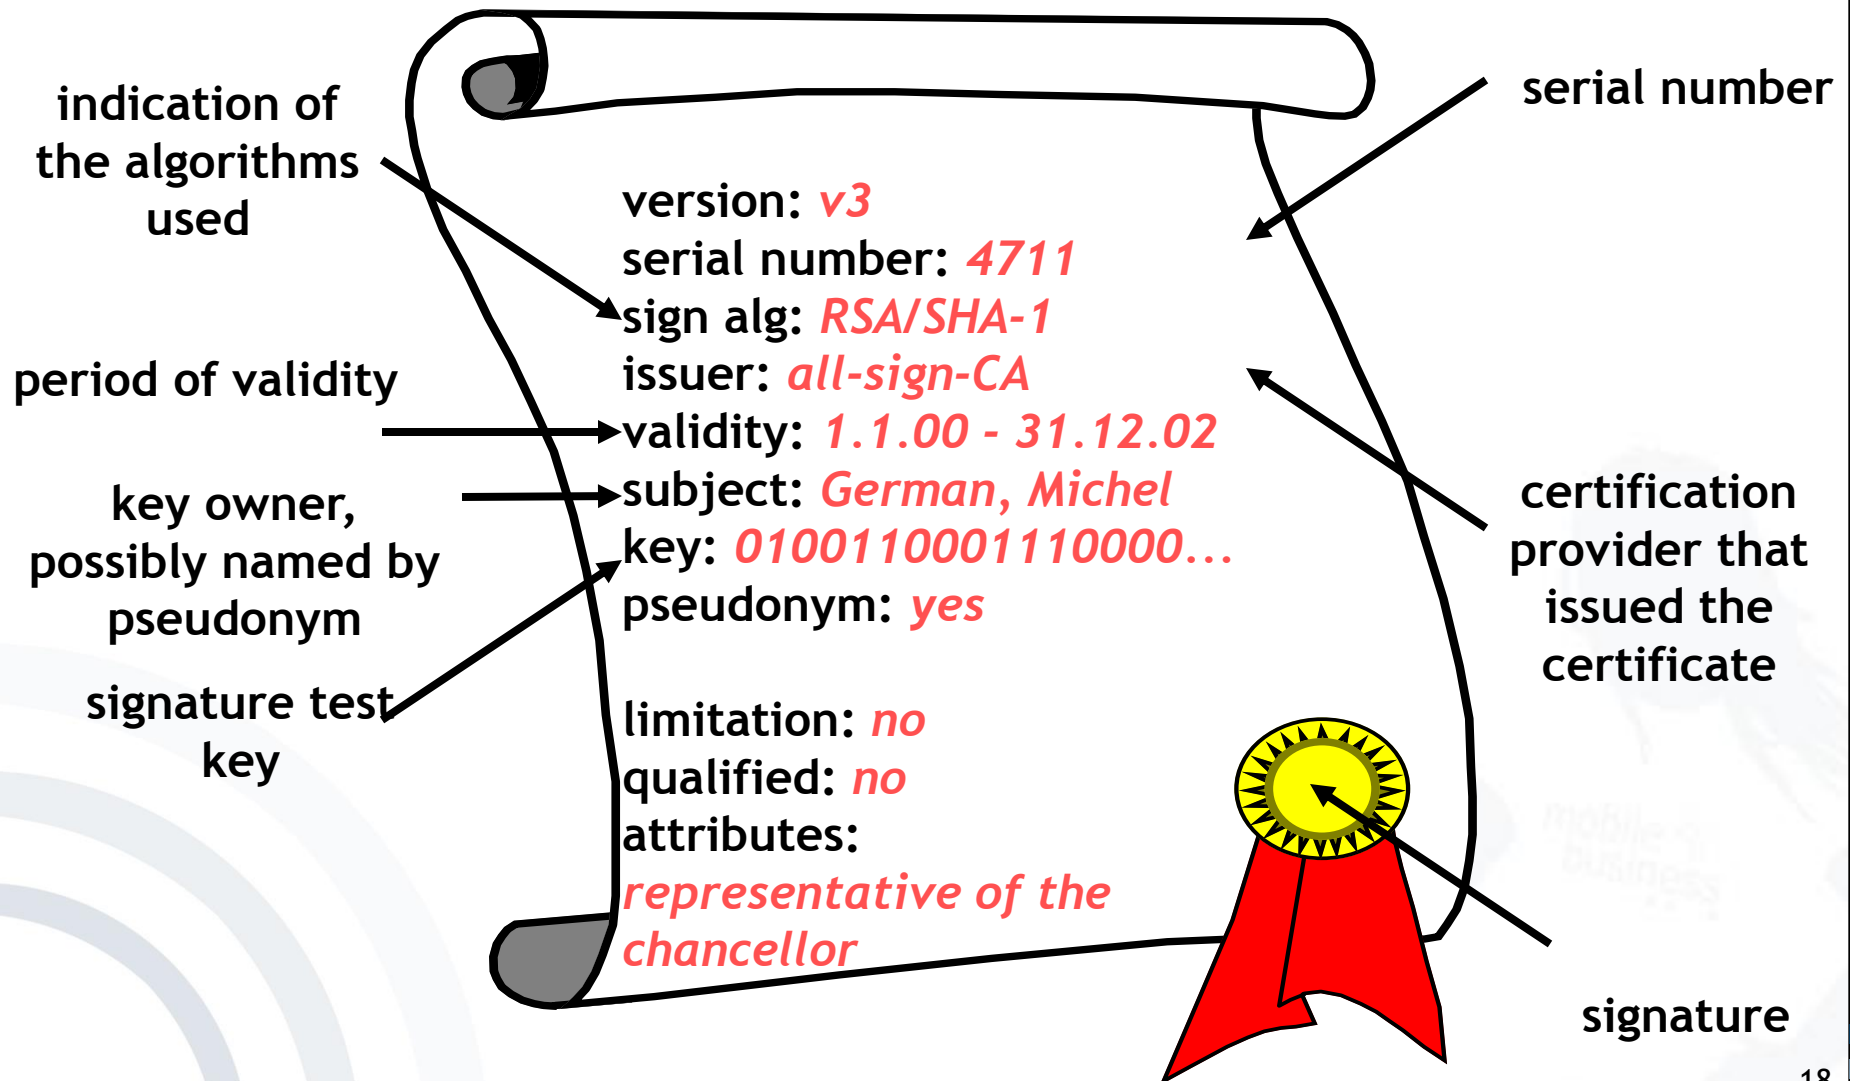 indication of
the algorithms
used
period of validity
key owner,
possibly named by
pseudonym
signature test
key
version: v3
serial number: 4711
sign alg: RSA/SHA-1
issuer: all-sign-CA
validity: 1.1.00 - 31.12.02
subject: German, Michel
key: 0100110001110000...
pseudonym: yes
limitation: no
qualified: no
attributes:
representative of the
chancellor
serial number
certification
provider that
issued the
certificate
signature
mobile
business
18